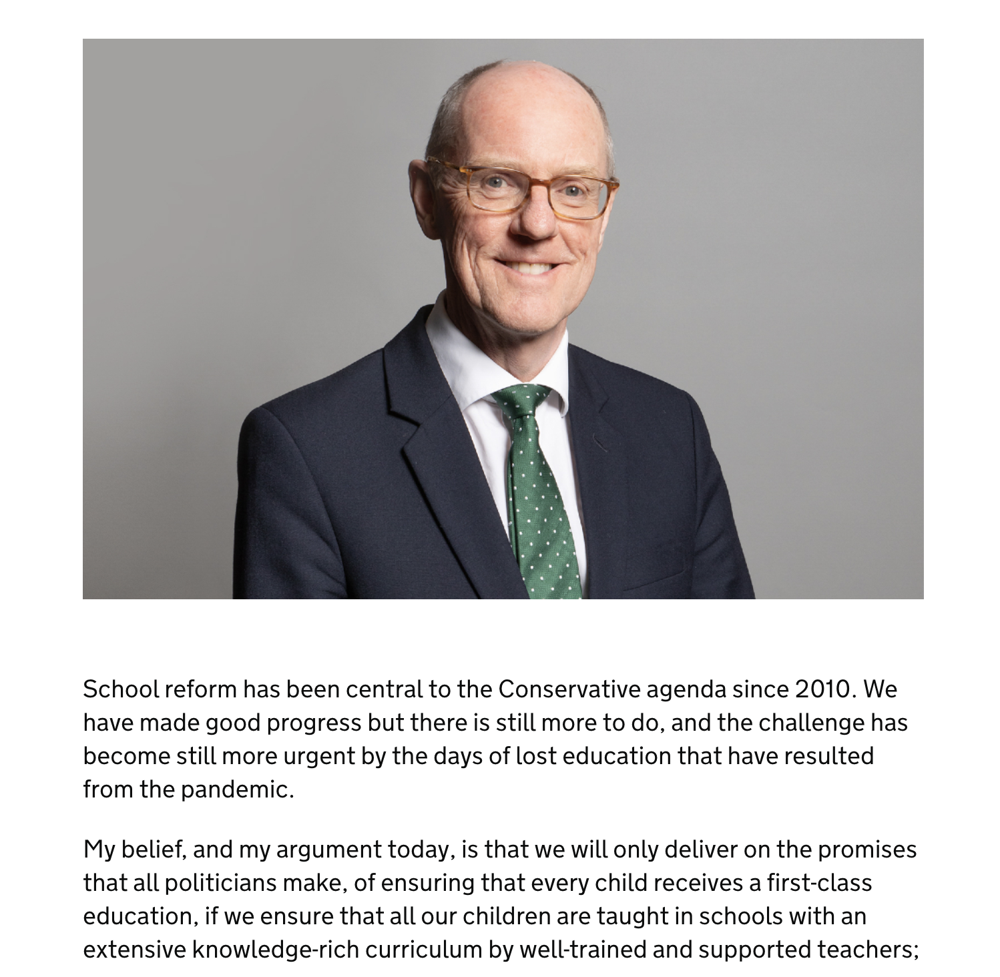 School reform has been central to the Conservative agenda since 2010. We
have made good progress but there is still more to do, and the challenge has
become still more urgent by the days of lost education that have resulted
from the pandemic.
My belief, and my argument today, is that we will only deliver on the promises
that all politicians make, of ensuring that every child receives a first-class
education, if we ensure that all our children are taught in schools with an
extensive knowledge-rich curriculum by well-trained and supported teachers;